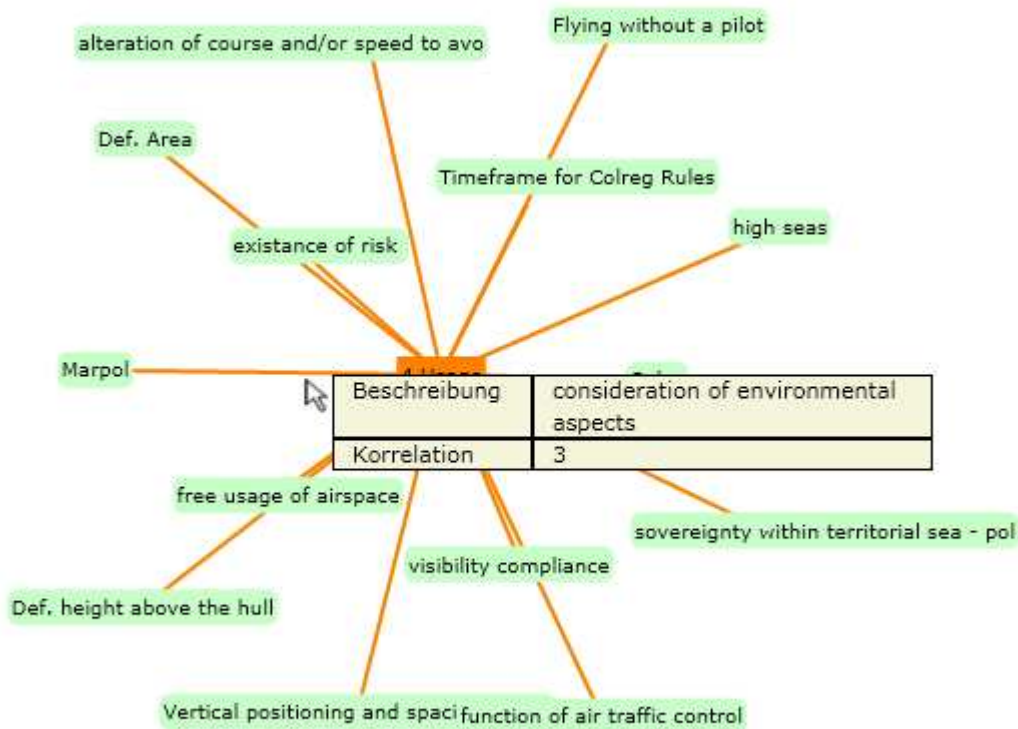 Flying without a pilot
alteration of course and/or speed to avo
Def. Area
Timeframe for Colreg Rules
high seas
existance of risk
Marpol
Beschreibung
consideration of environmental
aspects
Korrelation
3
free usage of airspace
sovereignty within territorial sea - pol
visibility compliance
Def. height above the hull
Vertical positioning and spaci
function of air traffic control